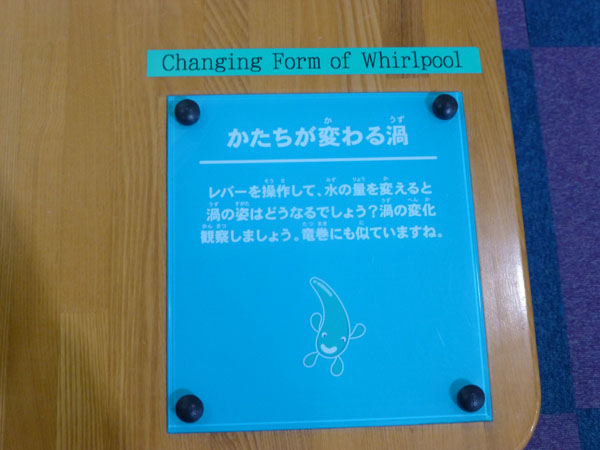 Changing Form of Whirlpool
かたちが変わる渦
レバーを操作して、水の量を変えると
渦の姿はどうなるでしょう？渦の変化
観察しましょう。竜巻にも似ていますね。